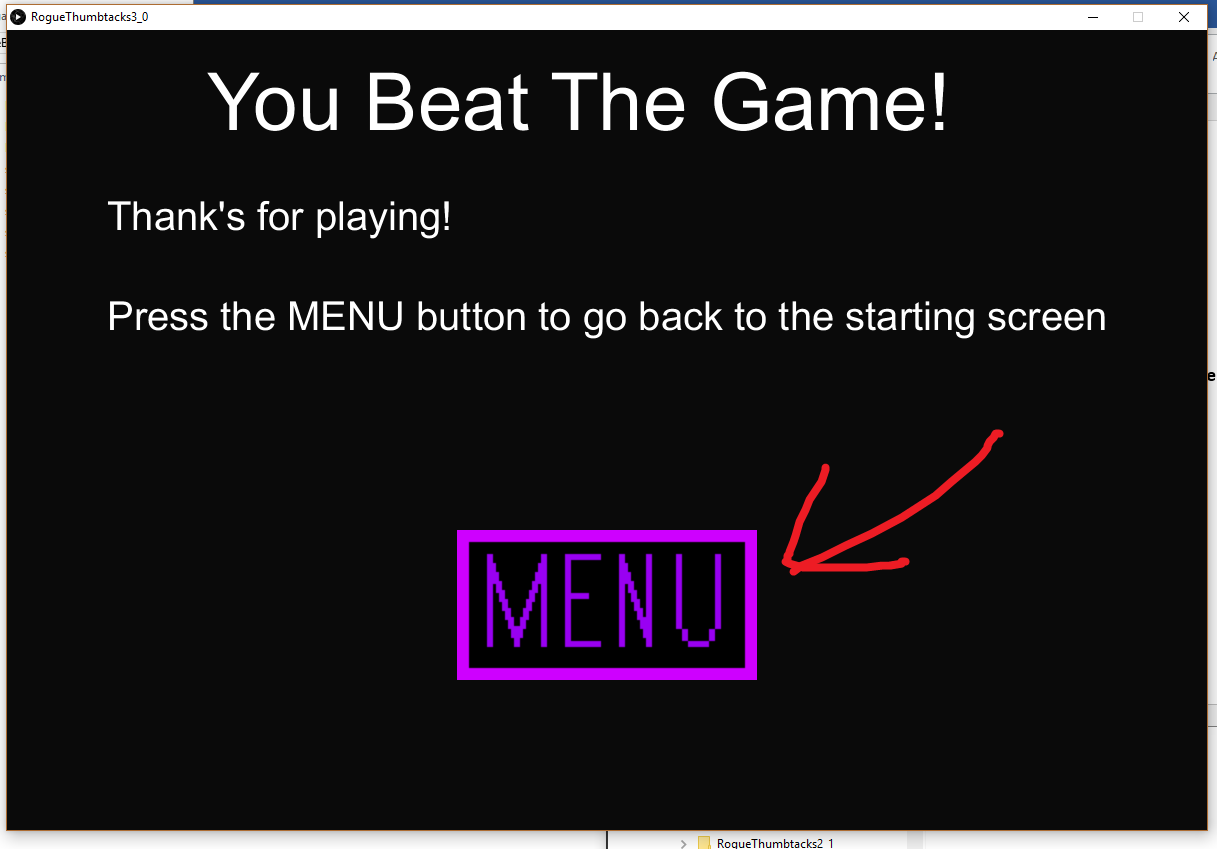 RogueThumbtacks3_0
You Beat The Game!
Thank's for playing!
Press the MENU button to go back to the starting screen
MENU
RogueThumbtacks2_1